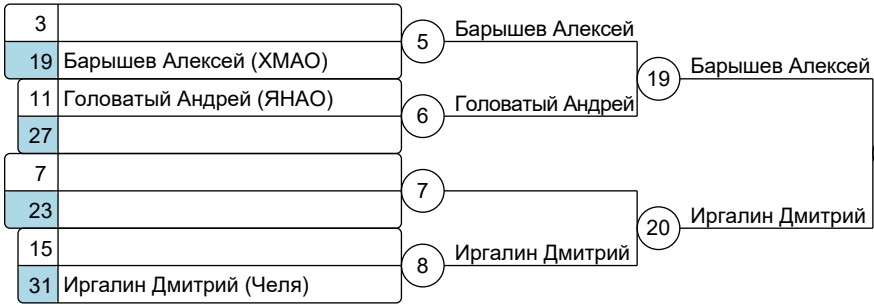 3
19 Барышев Алексей (ХМАО)
11 Головатый Андрей (ЯНАО)
27
7
23
15
31 Иргалин Дмитрий (Челя)
5
6
7
8
Барышев Алексей
Головатый Андрей
Иргалин Дмитрий
19
20
Барышев Алексей
Иргалин Дмитрий